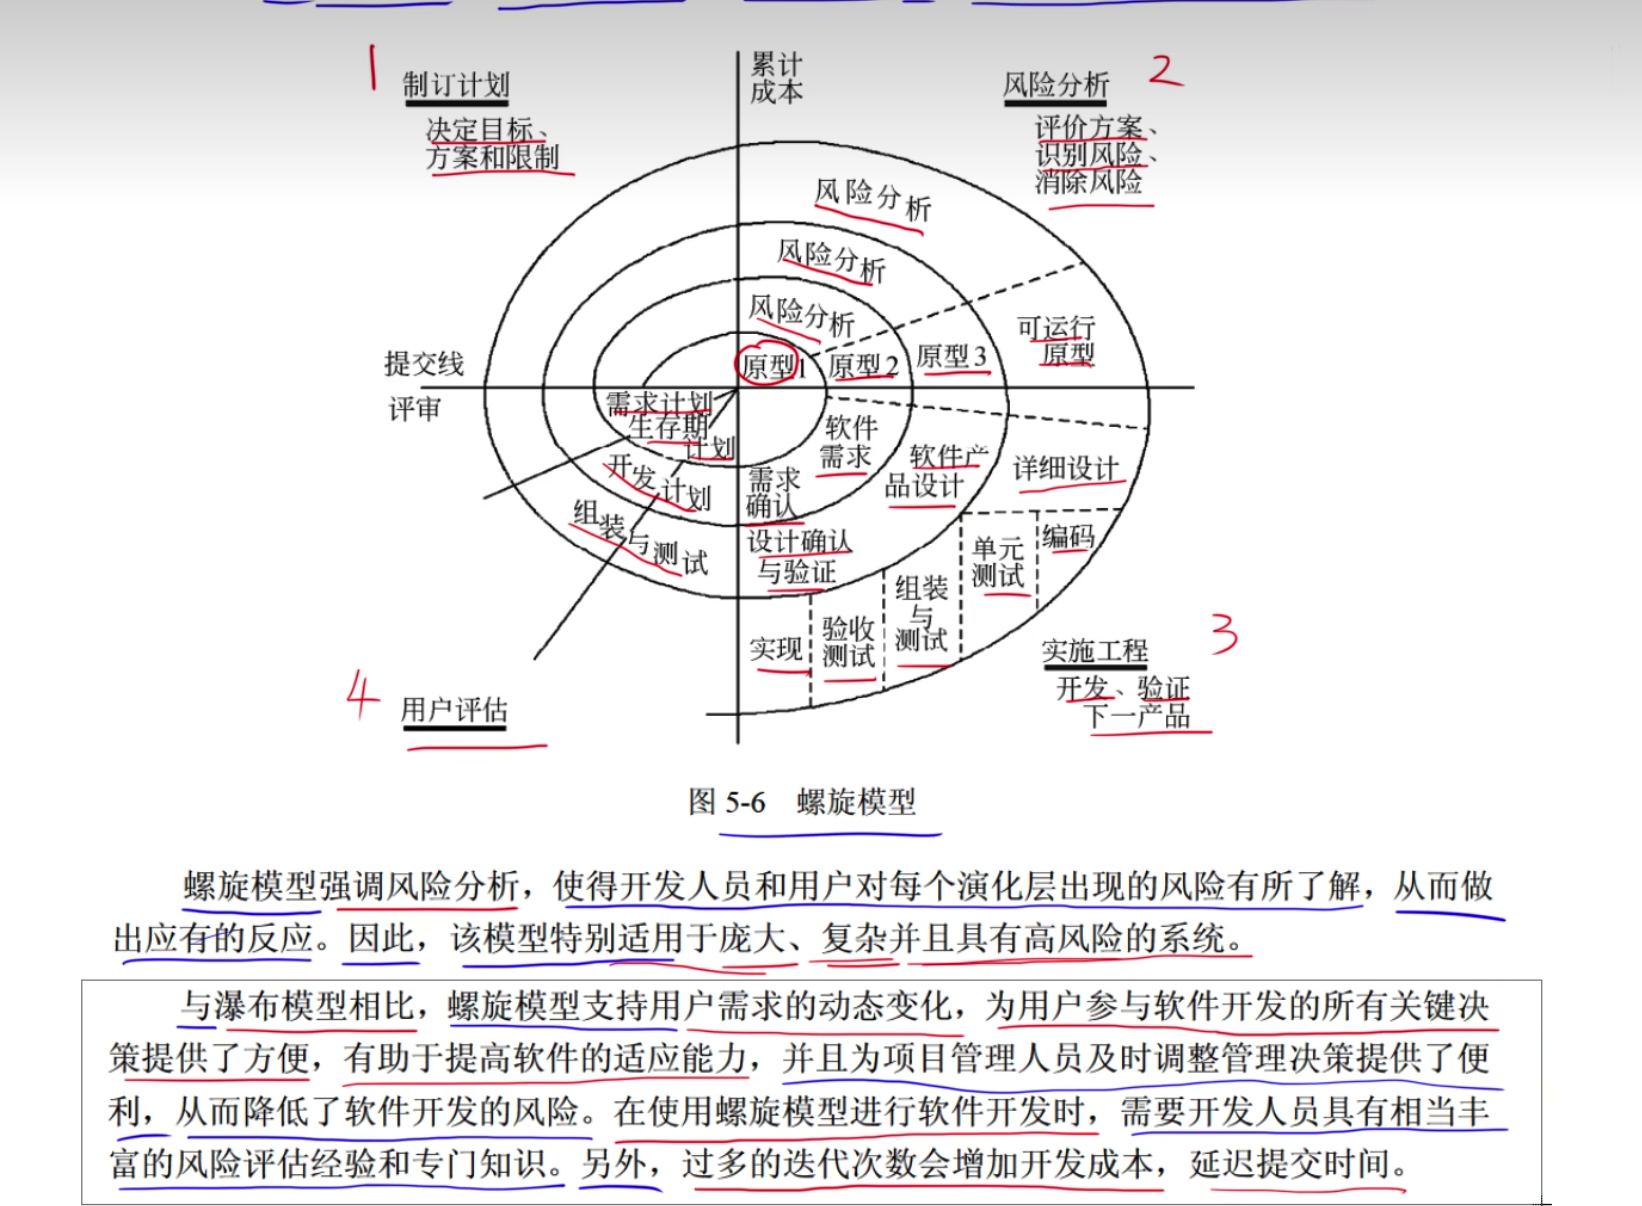 1
制订计划
决定目标、
方案和限制
累计
成本
2
风险分析
评价方案、
识别风险、
消除风险
风险分析
风险分析
风险分析
原型1
原型2
原型3
可运行
原型
提交线
评审
需求计划
生存期
计划
开发计划
组装与测试
软件
需求
需求
确认
软件产
品设计
详细设计
设计确认
与验证
单元
测试
编码
组装
与
测试
验收
测试
实现
3
实施工程
开发、验证
下一产品
4
用户评估
图 5-6 螺旋模型
螺旋模型强调风险分析，使得开发人员和用户对每个演化层出现的风险有所了解，从而做
出应有的反应。因此，该模型特别适用于庞大、复杂并且具有高风险的系统。
与瀑布模型相比，螺旋模型支持用户需求的动态变化，为用户参与软件开发的所有关键决
策提供了方便，有助于提高软件的适应能力，并且为项目管理人员及时调整管理决策提供了便
利，从而降低了软件开发的风险。在使用螺旋模型进行软件开发时，需要开发人员具有相当丰
富的风险评估经验和专门知识。另外，过多的迭代次数会增加开发成本，延迟提交时间。